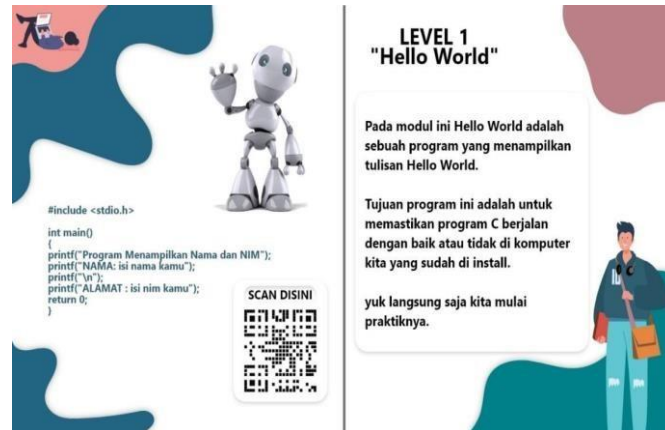 #include <stdio.h>
int main()
{
printf("Program Menampilkan Nama dan NIM");
printf("NAMA: isi nama kamu");
printf("\n");
printf("ALAMAT : isi nim kamu");
return 0;
}
SCAN DISINI
LEVEL 1
"Hello World"
Pada modul ini Hello World adalah
sebuah program yang menampilkan
tulisan Hello World.
Tujuan program ini adalah untuk
memastikan program C berjalan
dengan baik atau tidak di komputer
kita yang sudah di install.
yuk langsung saja kita mulai
praktiknya.